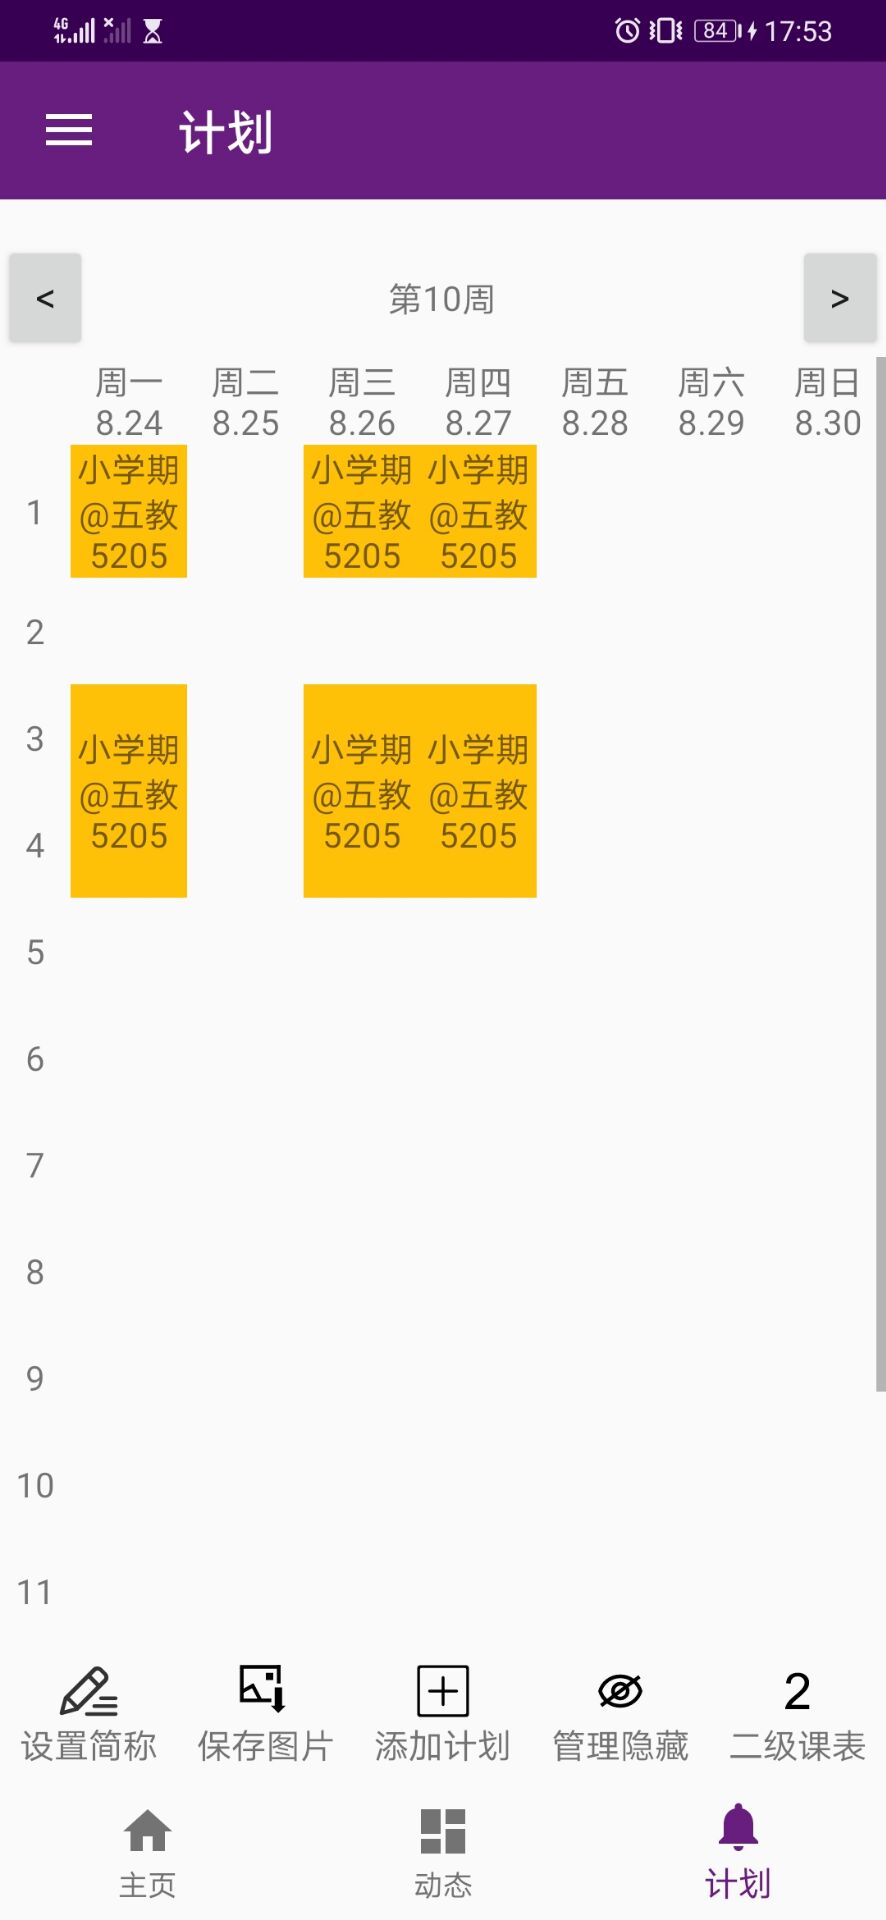 4G 84 17:53
计划
< 第10周 >
周一 周二 周三 周四 周五 周六 周日
8.24 8.25 8.26 8.27 8.28 8.29 8.30
小学期 小学期 小学期
1 @五教 @五教 @五教
5205 5205 5205
2
3 小学期 小学期 小学期
@五教 @五教 @五教
4 5205 5205 5205
5
6
7
8
9
10
11
2
设置简称 保存图片 添加计划 管理隐藏 二级课表
主页 动态 计划